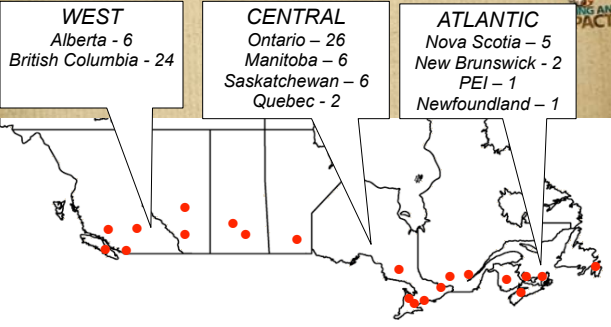 WEST
Alberta - 6
British Columbia - 24
CENTRAL
Ontario – 26
Manitoba – 6
Saskatchewan – 6
Quebec - 2
ATLANTIC
Nova Scotia – 5
New Brunswick - 2
PEI – 1
Newfoundland – 1